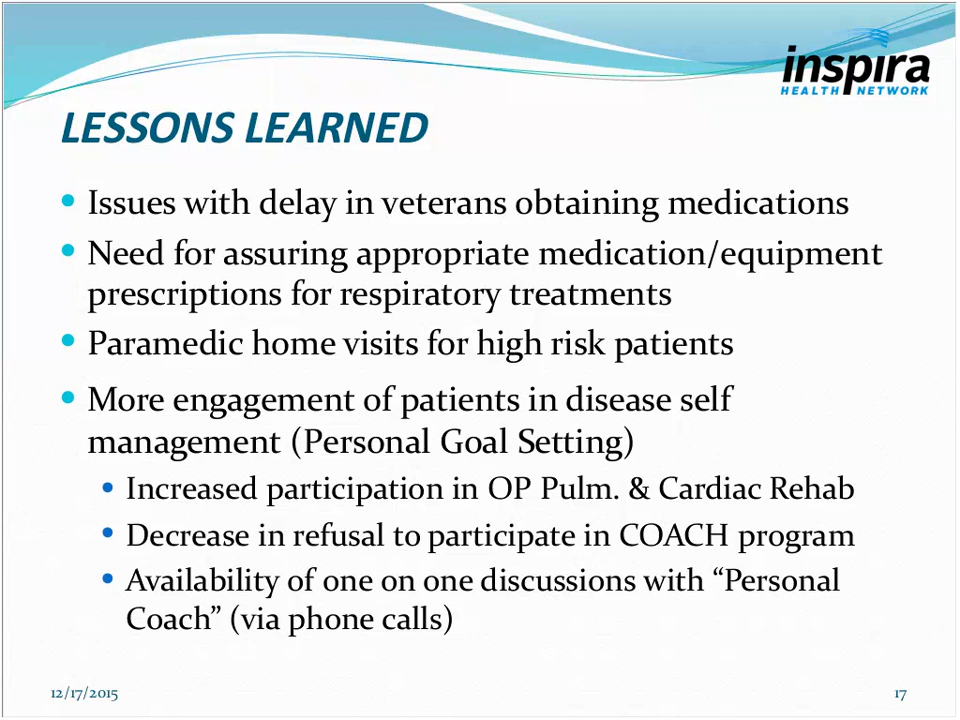 inspira
HEALTH NETWORK
LESSONS LEARNED
• Issues with delay in veterans obtaining medications
• Need for assuring appropriate medication/equipment
prescriptions for respiratory treatments
• Paramedic home visits for high risk patients
• More engagement of patients in disease self
management (Personal Goal Setting)
• Increased participation in OP Pulm. & Cardiac Rehab
• Decrease in refusal to participate in COACH program
• Availability of one on one discussions with “Personal
Coach” (via phone calls)
12/17/2015
17